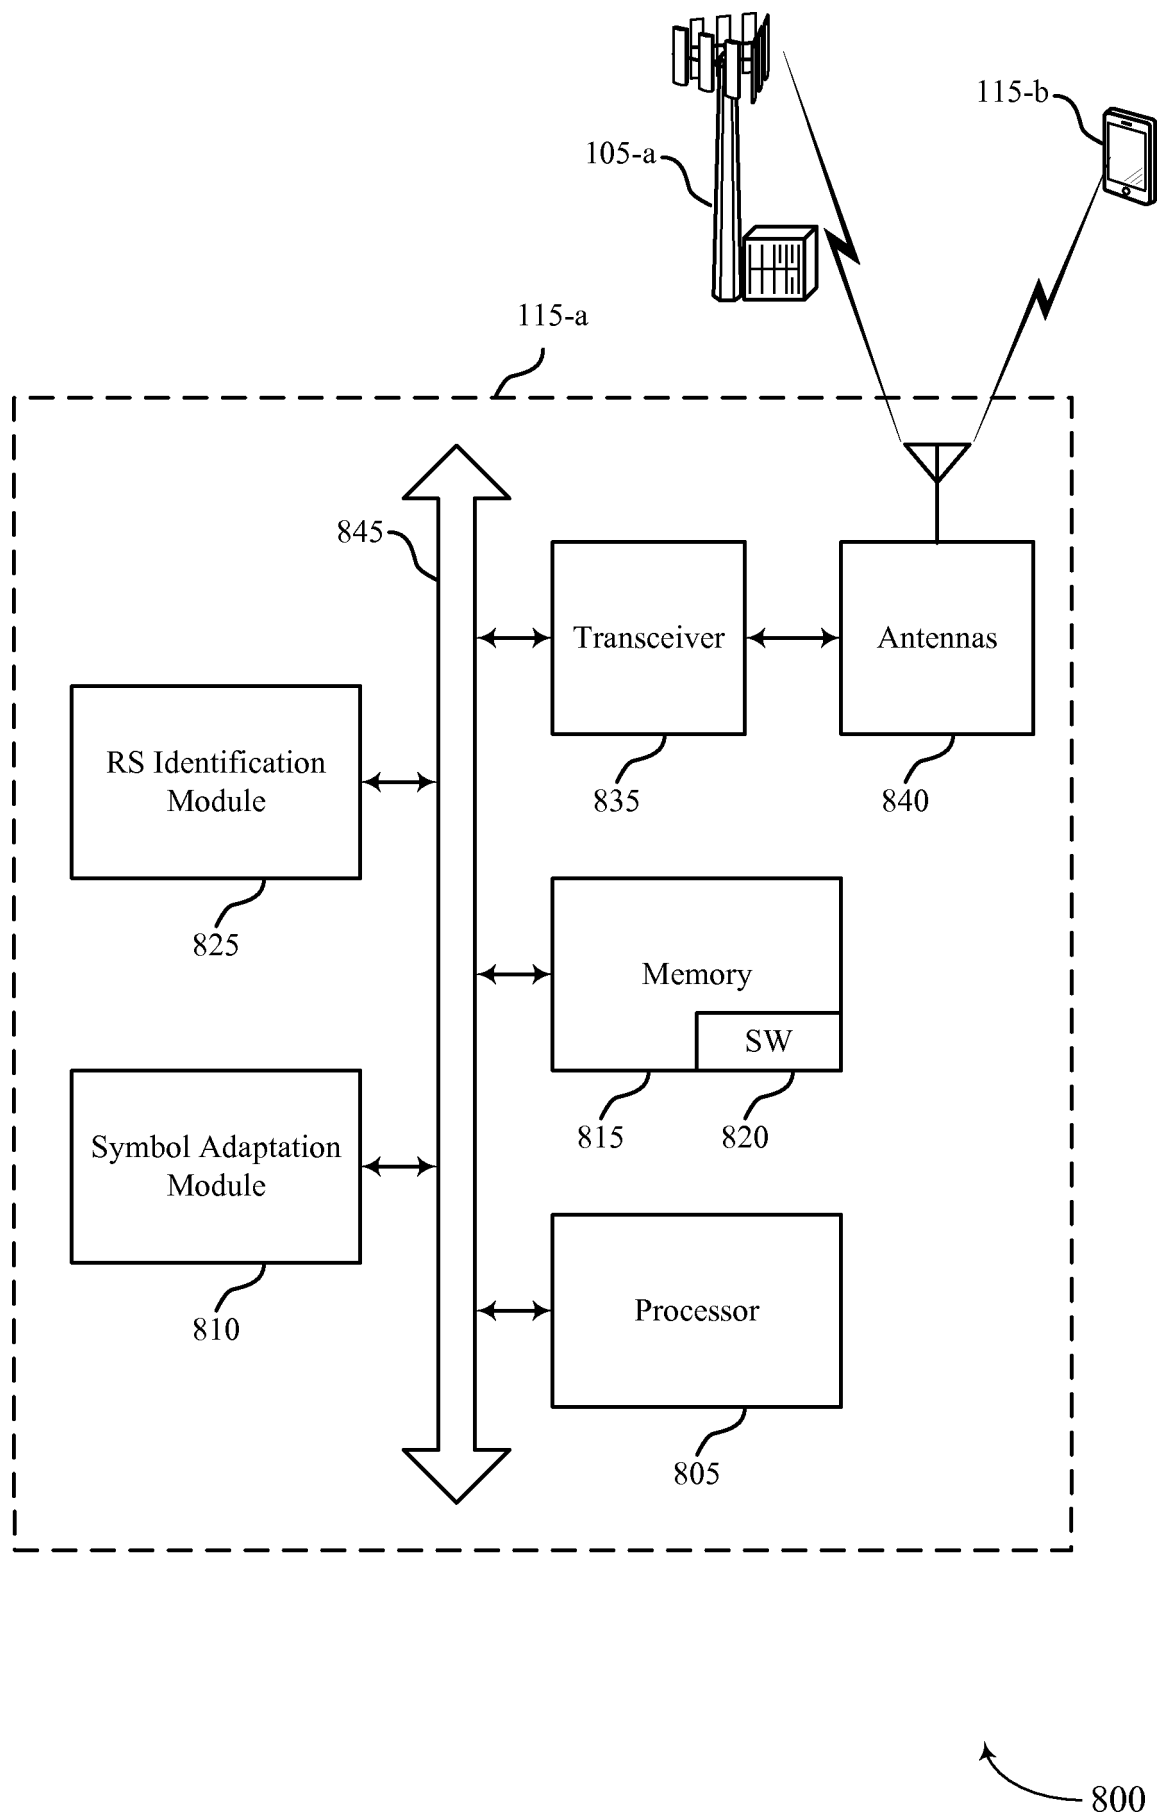 115-b
105-a
115-a
845
Transceiver
Antennas
RS Identification
Module
835
840
825
Memory
SW
Symbol Adaptation
Module
815
820
810
Processor
805
800